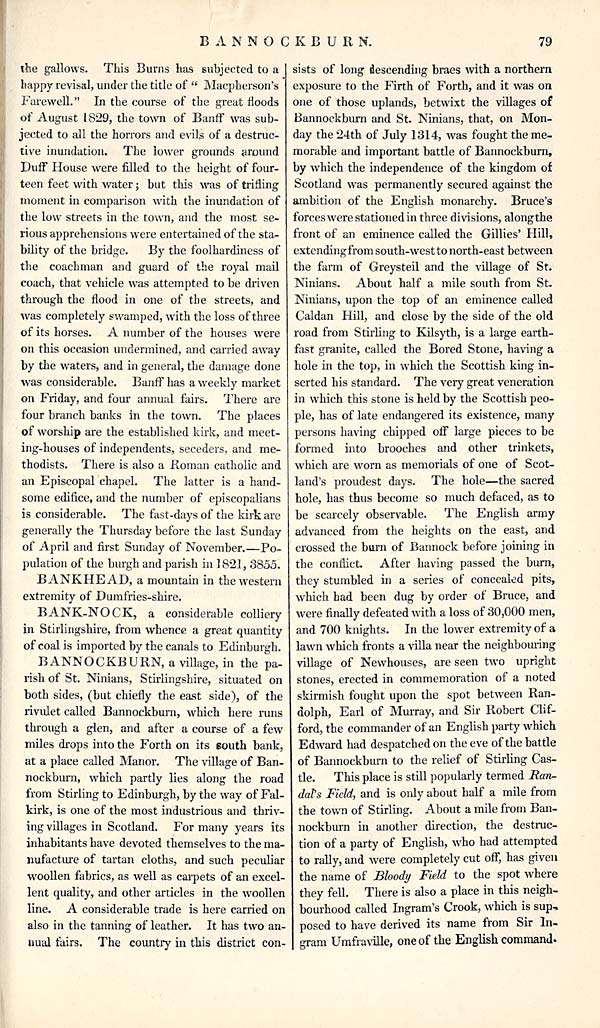 BANNOCKBURN.
79
the gallows. This Burns has subjected to a
happy revisal, under the title of " Macpherson's
Farewell." In the course of the great floods
of August 1829, the town of Banff was sub-
jected to all the horrors and evils of a destruc-
tive inundation. The lower grounds around
Duff House were filled to the height of four-
teen feet with water; but this was of trifling
moment in comparison with the inundation of
the low streets in the town, and the most se-
rious apprehensions were entertained of the sta-
bility of the bridge. By the foolhardiness of
the coachman and guard of the royal mail
coach, that vehicle was attempted to be driven
through the flood in one of the streets, and
was completely swamped, with the loss of three
of its horses. A number of the houses were
on this occasion undermined, and carried away
by the waters, and in general, the damage done
was considerable. Banff has a weekly market
on Friday, and four annual fairs. There are
four branch banks in the town. The places
of worship are the established kirk, and meet-
ing-houses of independents, seceders, and me-
thodists. There is also a Roman catholic and
an Episcopal chapel. The latter is a hand-
some edifice, and the number of episcopalians
is considerable. The fast-days of the kirk are
generally the Thursday before the last Sunday
of April and first Sunday of November.—Po-
pulation of the burgh and parish in 1821, 3855.
BANKHEAD, a mountain in the western
extremity of Dumfries-shire.
BANK-NOCK, a considerable colliery
in Stirlingshire, from whence a great quantity
of coal is imported by the canals to Edinburgh.
BANNOCKBURN, a village, in the pa-
rish of St. Ninians, Stirlingshire, situated on
both sides, (but chiefly the east side), of the
rivulet called Bannockburn, which here runs
through a glen, and after a course of a few
miles drops into the Forth on its south bank,
at a place called Manor. The village of Ban-
nockburn, which partly lies along the road
from Stirling to Edinburgh, by the way of Fal-
kirk, is one of the most industrious and thriv-
ing villages in Scotland. For many years its
inhabitants have devoted themselves to the ma-
nufacture of tartan cloths, and such peculiar
woollen fabrics, as well as carpets of an excel-
lent quality, and other articles in the woollen
line. A considerable trade is here carried on
also in the tanning of leather. It has two an-
nual fairs. The country in this district con-
sists of long descending braes with a northern
exposure to the Firth of Forth, and it was on
one of those uplands, betwixt the villages of
Bannockburn and St. Ninians, that, on Mon-
day the 24th of July 1314, was fought the me-
morable and important battle of Bannockburn,
by which the independence of the kingdom of
Scotland was permanently secured against the
ambition of the English monarchy. Bruce's
forces were stationed in three divisions, along the
front of an eminence called the Gillies' Hill,
extending from south-west to north-east between
the farm of Greysteil and the village of St.
Ninians. About half a mile south from St.
Ninians, upon the top of an eminence called
Caldan Hill, and close by the side of the old
road from Stirling to Kilsyth, is a large earth-
fast granite, called the Bored Stone, having a
hole in the top, in which the Scottish king in-
serted his standard. The very great veneration
in which this stone is held by the Scottish peo-
ple, has of late endangered its existence, many
persons having chipped off large pieces to be
formed into brooches and other trinkets,
which are worn as memorials of one of Scot-
land's proudest days. The hole—the sacred
hole, has thus become so much defaced, as to
be scarcely observable. The English army
advanced from the heights on the east, and
crossed the burn of Bannock before joining in
the conflict. After having passed the burn,
they stumbled in a series of concealed pits,
which had been dug by order of Bruce, and
were finally defeated with a loss of 30,000 men,
and 700 knights. In the lower extremity of a
lawn which fronts a villa near the neighbouring
village of Newhouses, are seen two upright
stones, erected in commemoration of a noted
skirmish fought upon the spot between Ran-
dolph, Earl of Murray, and Sir Robert Clif-
ford, the commander of an English party which
Edward had despatched on the eve of the battle
of Bannockburn to the relief of Stirling Cas-
tle. This place is still popularly termed Ran-
dal's Field, and is only about half a mile from
the town of Stirling. About a mile from Ban-
nockburn in another direction, the destruc-
tion of a party of English, who had attempted
to rally, and were completely cut off, has given
the name of Bloody Field to the spot where
they fell. There is also a place in this neigh-
bourhood called Ingram's Crook, which is sup-
posed to have derived its name from Sir In-
gram Umfraville, one of the English command-